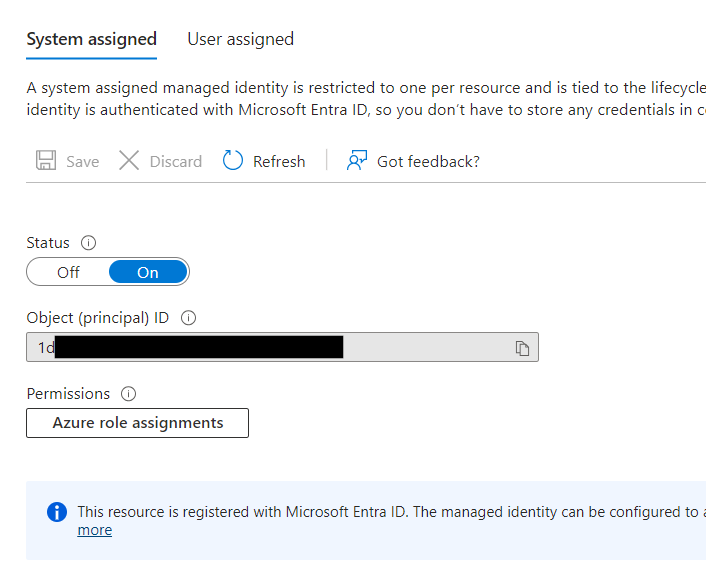 System assigned User assigned
A system assigned managed identity is restricted to one per resource and is tied to the lifecycle
identity is authenticated with Microsoft Entra ID, so you don't have to store any credentials in c
Save Discard Refresh Got feedback?
Status
Off On
Object (principal) ID
1d
Permissions
Azure role assignments
This resource is registered with Microsoft Entra ID. The managed identity can be configured to a
more